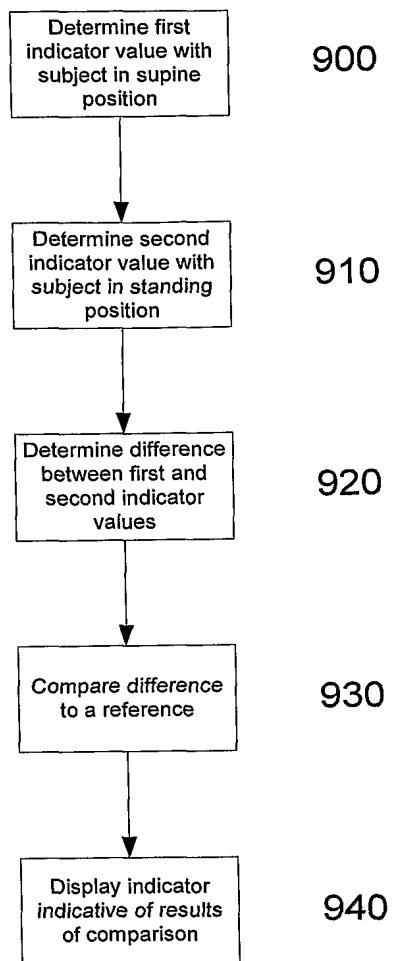 Determine first
indicator value with
subject in supine
position
900
Determine second
indicator value with
subject in standing
position
910
Determine difference
between first and
second indicator
values
920
Compare difference
to a reference
930
Display indicator
indicative of results
of comparison
940